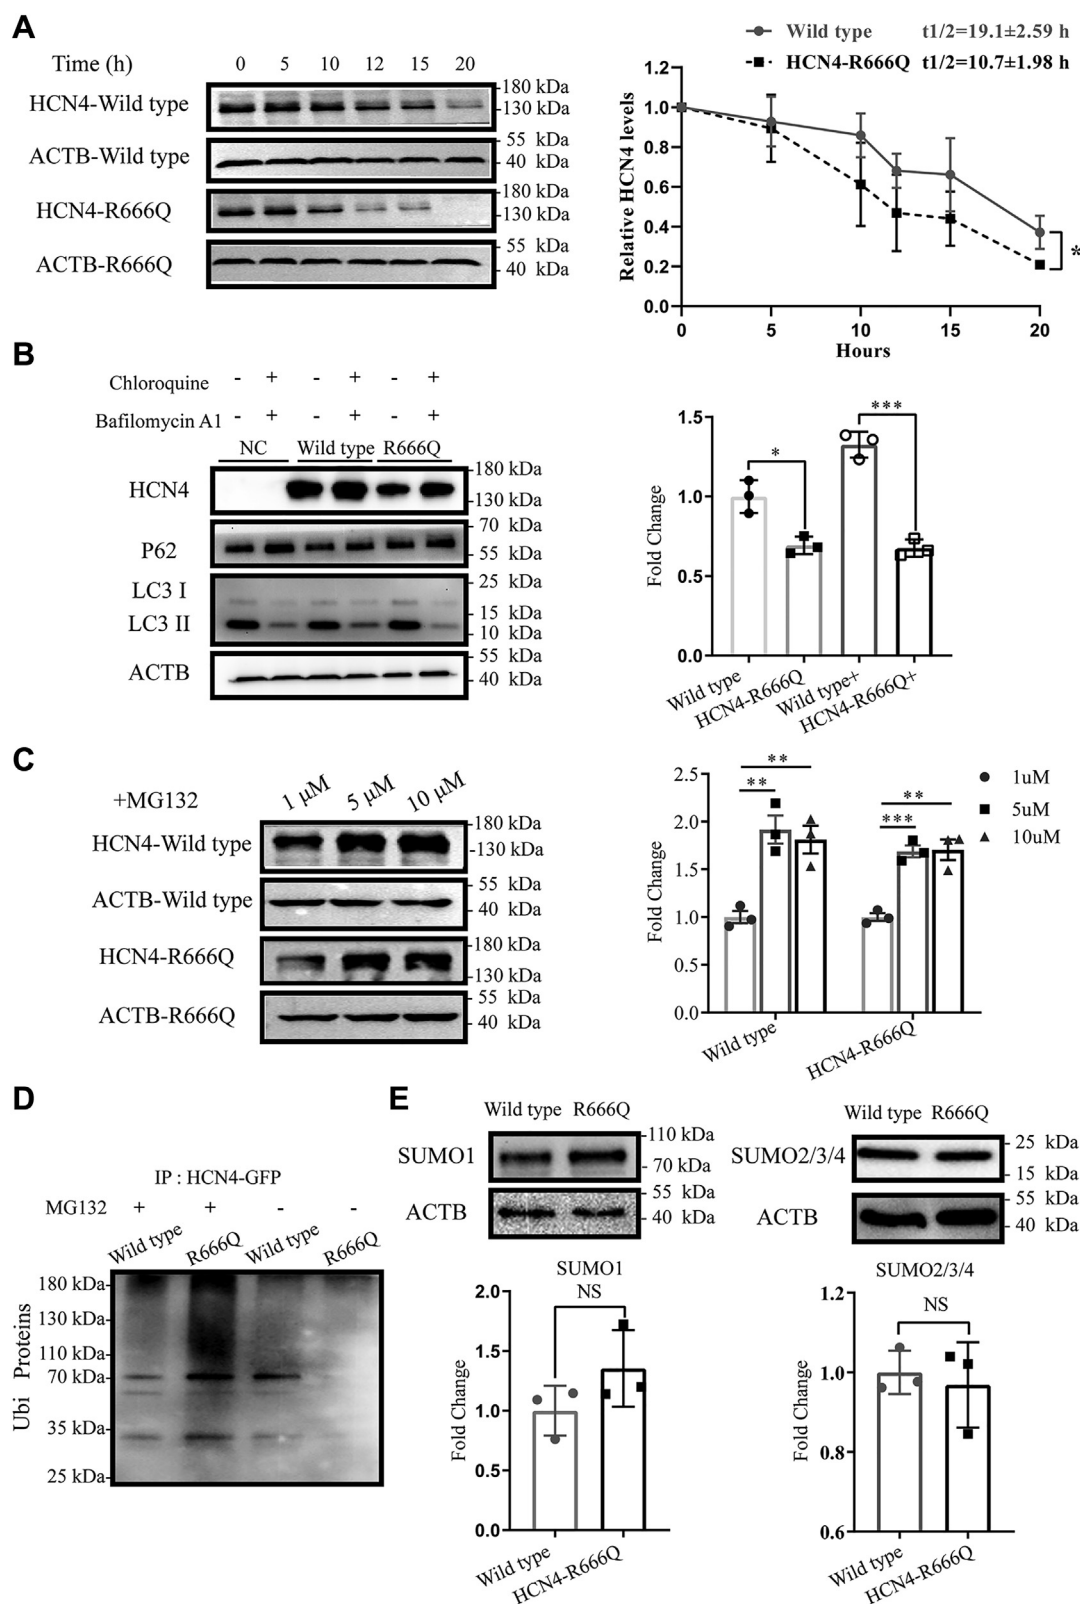 A
Time (h) 0 5 10 12 15 20
HCN4-Wild type
180 kDa
130 kDa
ACTB-Wild type
55 kDa
40 kDa
HCN4-R666Q
180 kDa
130 kDa
ACTB-R666Q
55 kDa
40 kDa
Wild type t1/2=19.1±2.59 h
HCN4-R666Q t1/2=10.7±1.98 h
Relative HCN4 levels
1.2
1.0
0.8
0.6
0.4
0.2
0.0
0 5 10 15 20
Hours
*
B
Chloroquine - + - + - +
Bafilomycin A1 - + - + - +
NC Wild type R666Q
HCN4
180 kDa
130 kDa
P62
70 kDa
55 kDa
LC3 I
LC3 II
25 kDa
15 kDa
10 kDa
ACTB
55 kDa
40 kDa
Fold Change
1.5
1.0
0.5
0.0
*
***
Wild type
HCN4-R666Q
Wild type+
HCN4-R666Q+
C
+MG132 1 μM 5 μM 10 μM
HCN4-Wild type
180 kDa
130 kDa
ACTB-Wild type
55 kDa
40 kDa
HCN4-R666Q
180 kDa
130 kDa
ACTB-R666Q
55 kDa
40 kDa
Fold Change
2.5
2.0
1.5
1.0
0.5
0.0
**
**
**
***
1uM
5uM
10uM
Wild type
HCN4-R666Q
D
IP : HCN4-GFP
MG132 + + - -
Wild type R666Q Wild type R666Q
Ubi Proteins
180 kDa
130 kDa
110 kDa
70 kDa
35 kDa
25 kDa
E
Wild type R666Q
SUMO1
110 kDa
70 kDa
ACTB
55 kDa
40 kDa
Wild type R666Q
SUMO2/3/4
25 kDa
15 kDa
ACTB
55 kDa
40 kDa
SUMO1
NS
Fold Change
2.0
1.5
1.0
0.5
0.0
Wild type
HCN4-R666Q
SUMO2/3/4
NS
Fold Change
1.2
1.0
0.8
0.6
Wild type
HCN4-R666Q